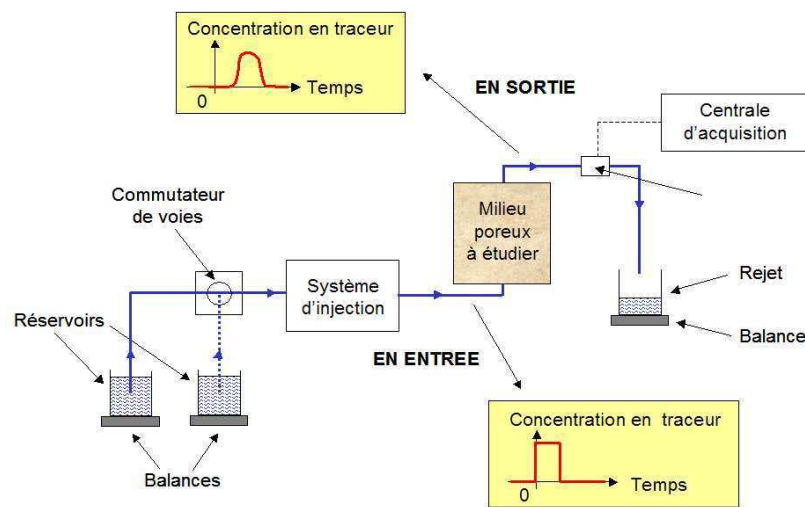 Concentration en traceur
0
Temps
EN SORTIE
Centrale
d'acquisition
Commutateur
de voies
Milieu
poreux
à étudier
Système
d'injection
Rejet
Réservoirs
Balance
EN ENTREE
Concentration en traceur
0
Temps
Balances